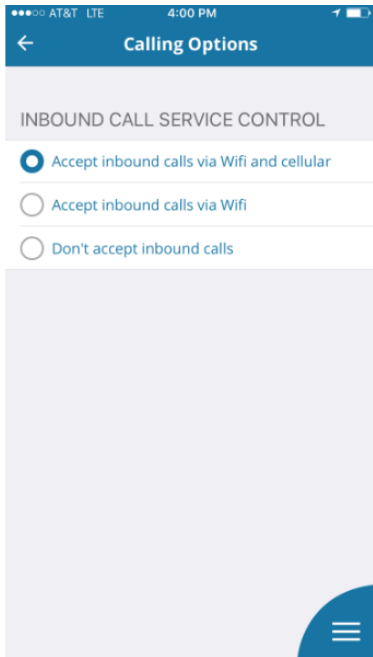 AT&T LTE 4:00 PM
Calling Options
INBOUND CALL SERVICE CONTROL
Accept inbound calls via Wifi and cellular
Accept inbound calls via Wifi
Don't accept inbound calls